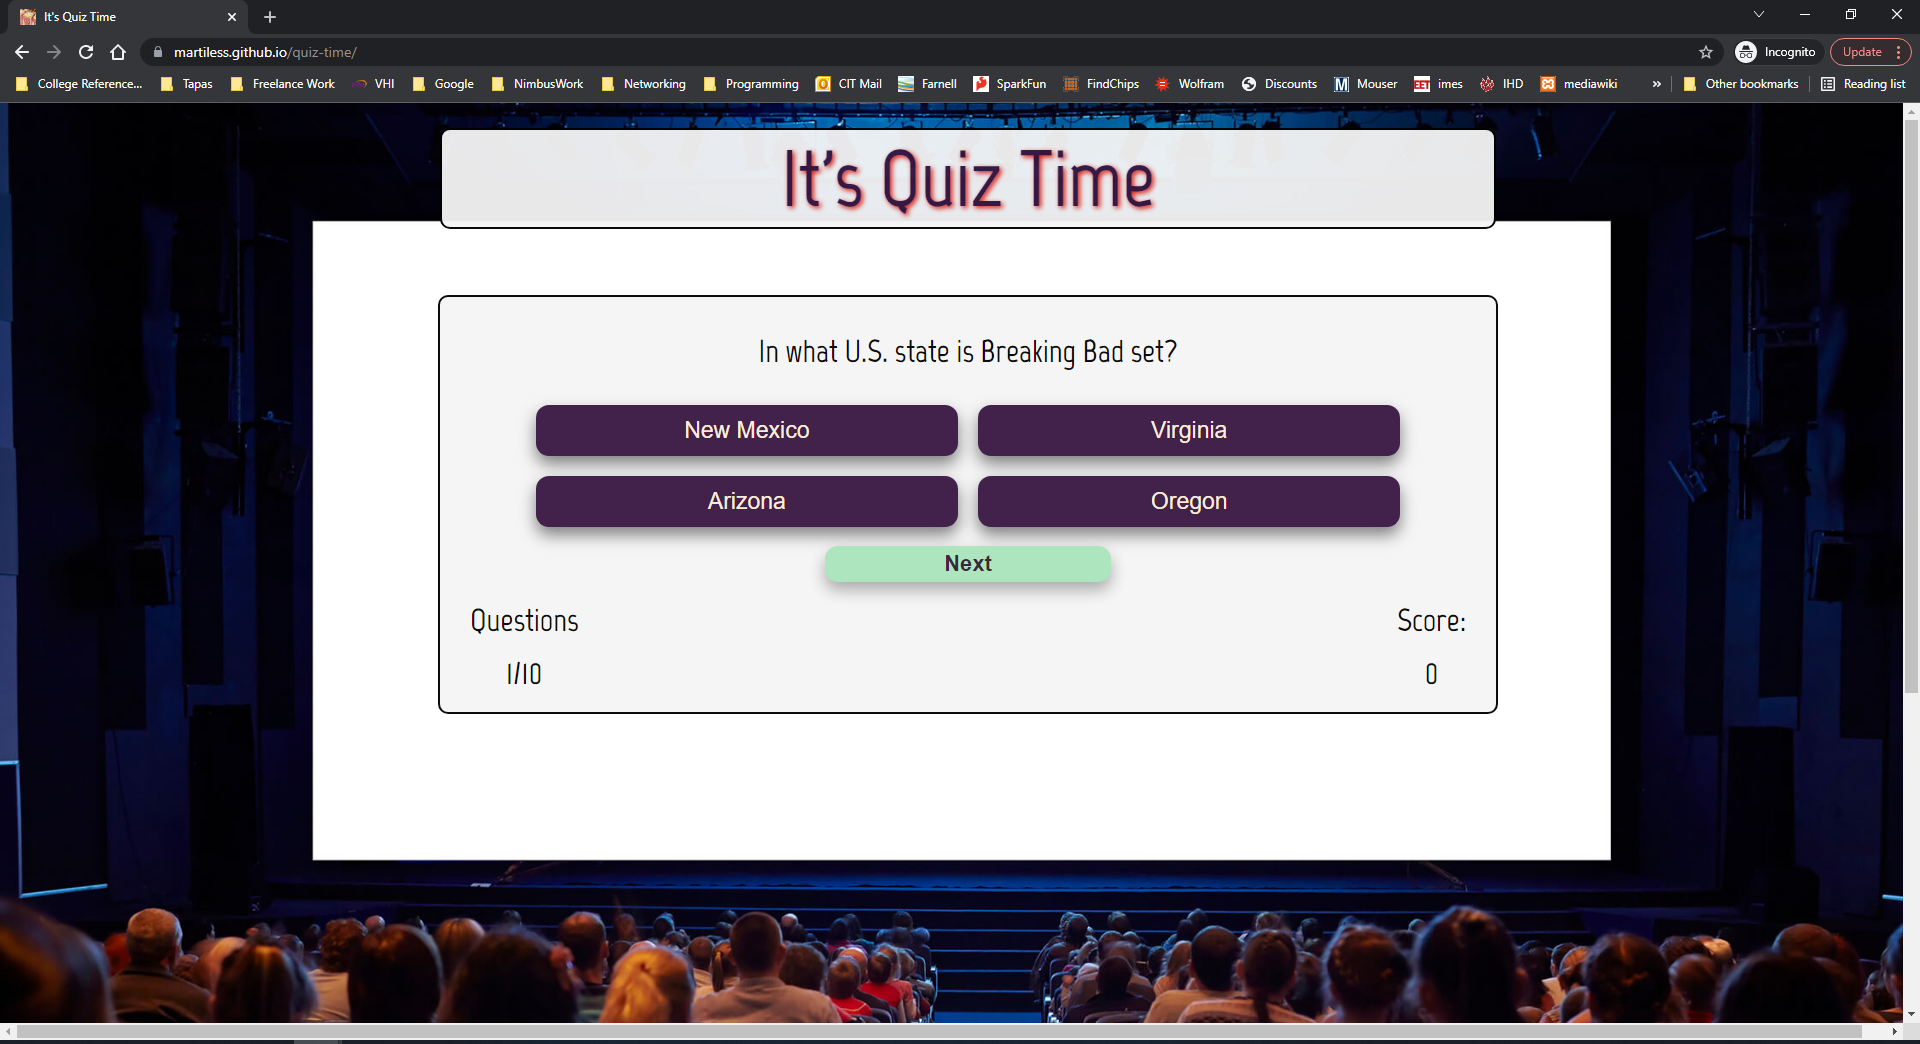 It's Quiz Time
martiless.github.io/quiz-time/
Incognito
Update
College Reference...
Tapas
Freelance Work
VHI
Google
NimbusWork
Networking
Programming
CIT Mail
Farnell
SparkFun
FindChips
Wolfram
Discounts
M
Mouser
EET
imes
IHD
mediawiki
»
Other bookmarks
Reading list
It's Quiz Time
In what U.S. state is Breaking Bad set?
New Mexico
Virginia
Arizona
Oregon
Next
Questions
Score:
1/10
0